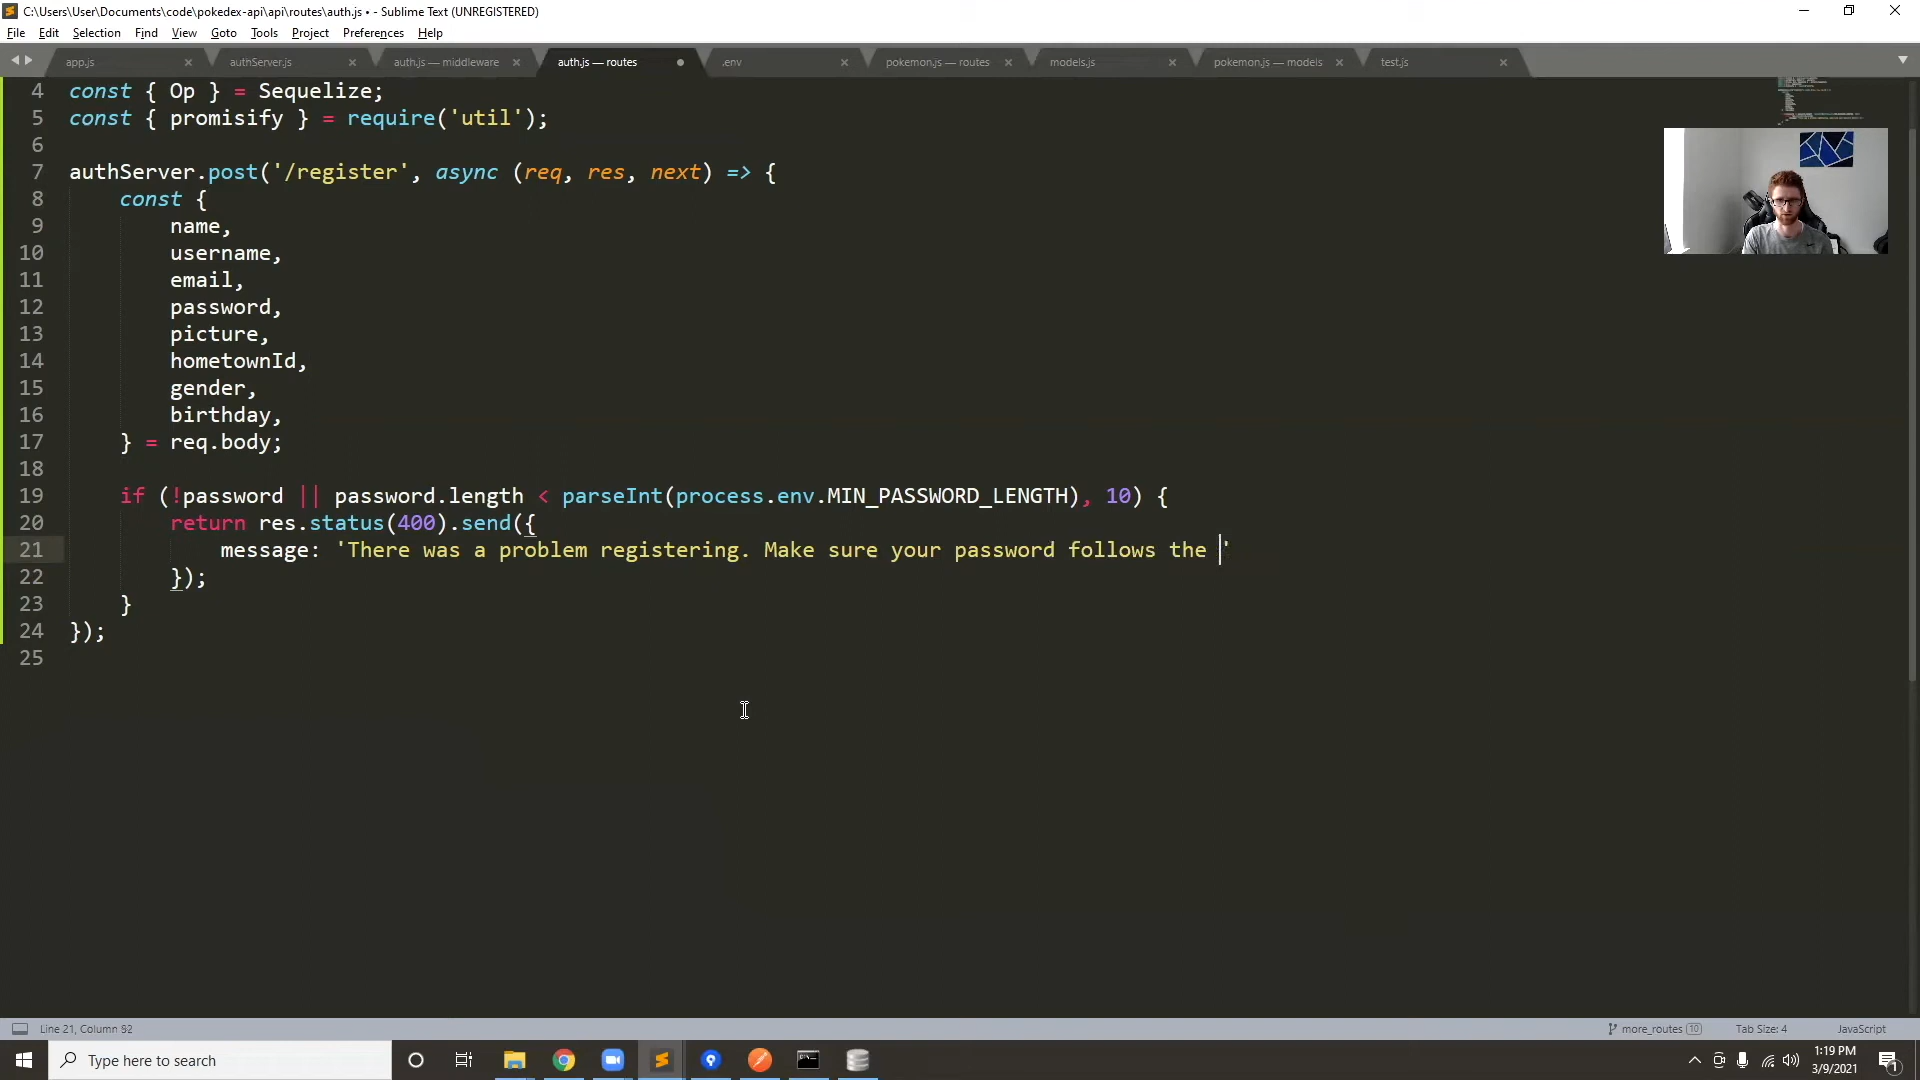 C:\Users\User\Documents\code\pokedex-api\api\routes\auth.js • - Sublime Text (UNREGISTERED)
File Edit Selection Find View Goto Tools Project Preferences Help
app.js authServer.js auth.js — middleware auth.js — routes .env pokemon.js — routes models.js pokemon.js — models test.js
4 const { Op } = Sequelize;
5 const { promisify } = require('util');
6
7 authServer.post('/register', async (req, res, next) => {
8 const {
9 name,
10 username,
11 email,
12 password,
13 picture,
14 hometownId,
15 gender,
16 birthday,
17 } = req.body;
18
19 if (!password || password.length < parseInt(process.env.MIN_PASSWORD_LENGTH), 10) {
20 return res.status(400).send({
21 message: 'There was a problem registering. Make sure your password follows the '
22 });
23 }
24 });
25
Line 21, Column 92 more_routes 10 Tab Size: 4 JavaScript
Type here to search
1:19 PM
3/9/2021
1